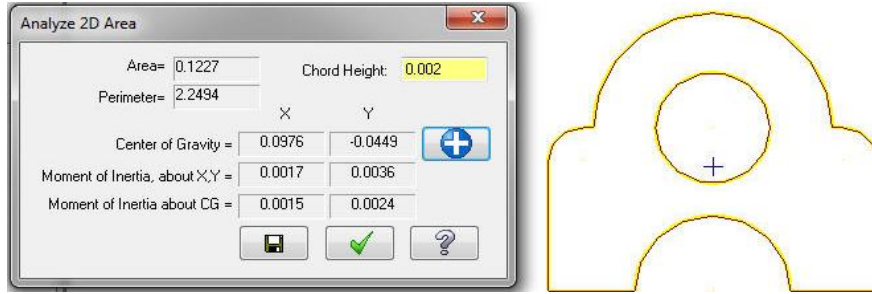 Analyze 2D Area
Area= 0.1227 Chord Height: 0.002
Perimeter= 2.2494
X Y
Center of Gravity = 0.0976 -0.0449
Moment of Inertia, about X,Y = 0.0017 0.0036
Moment of Inertia about CG = 0.0015 0.0024